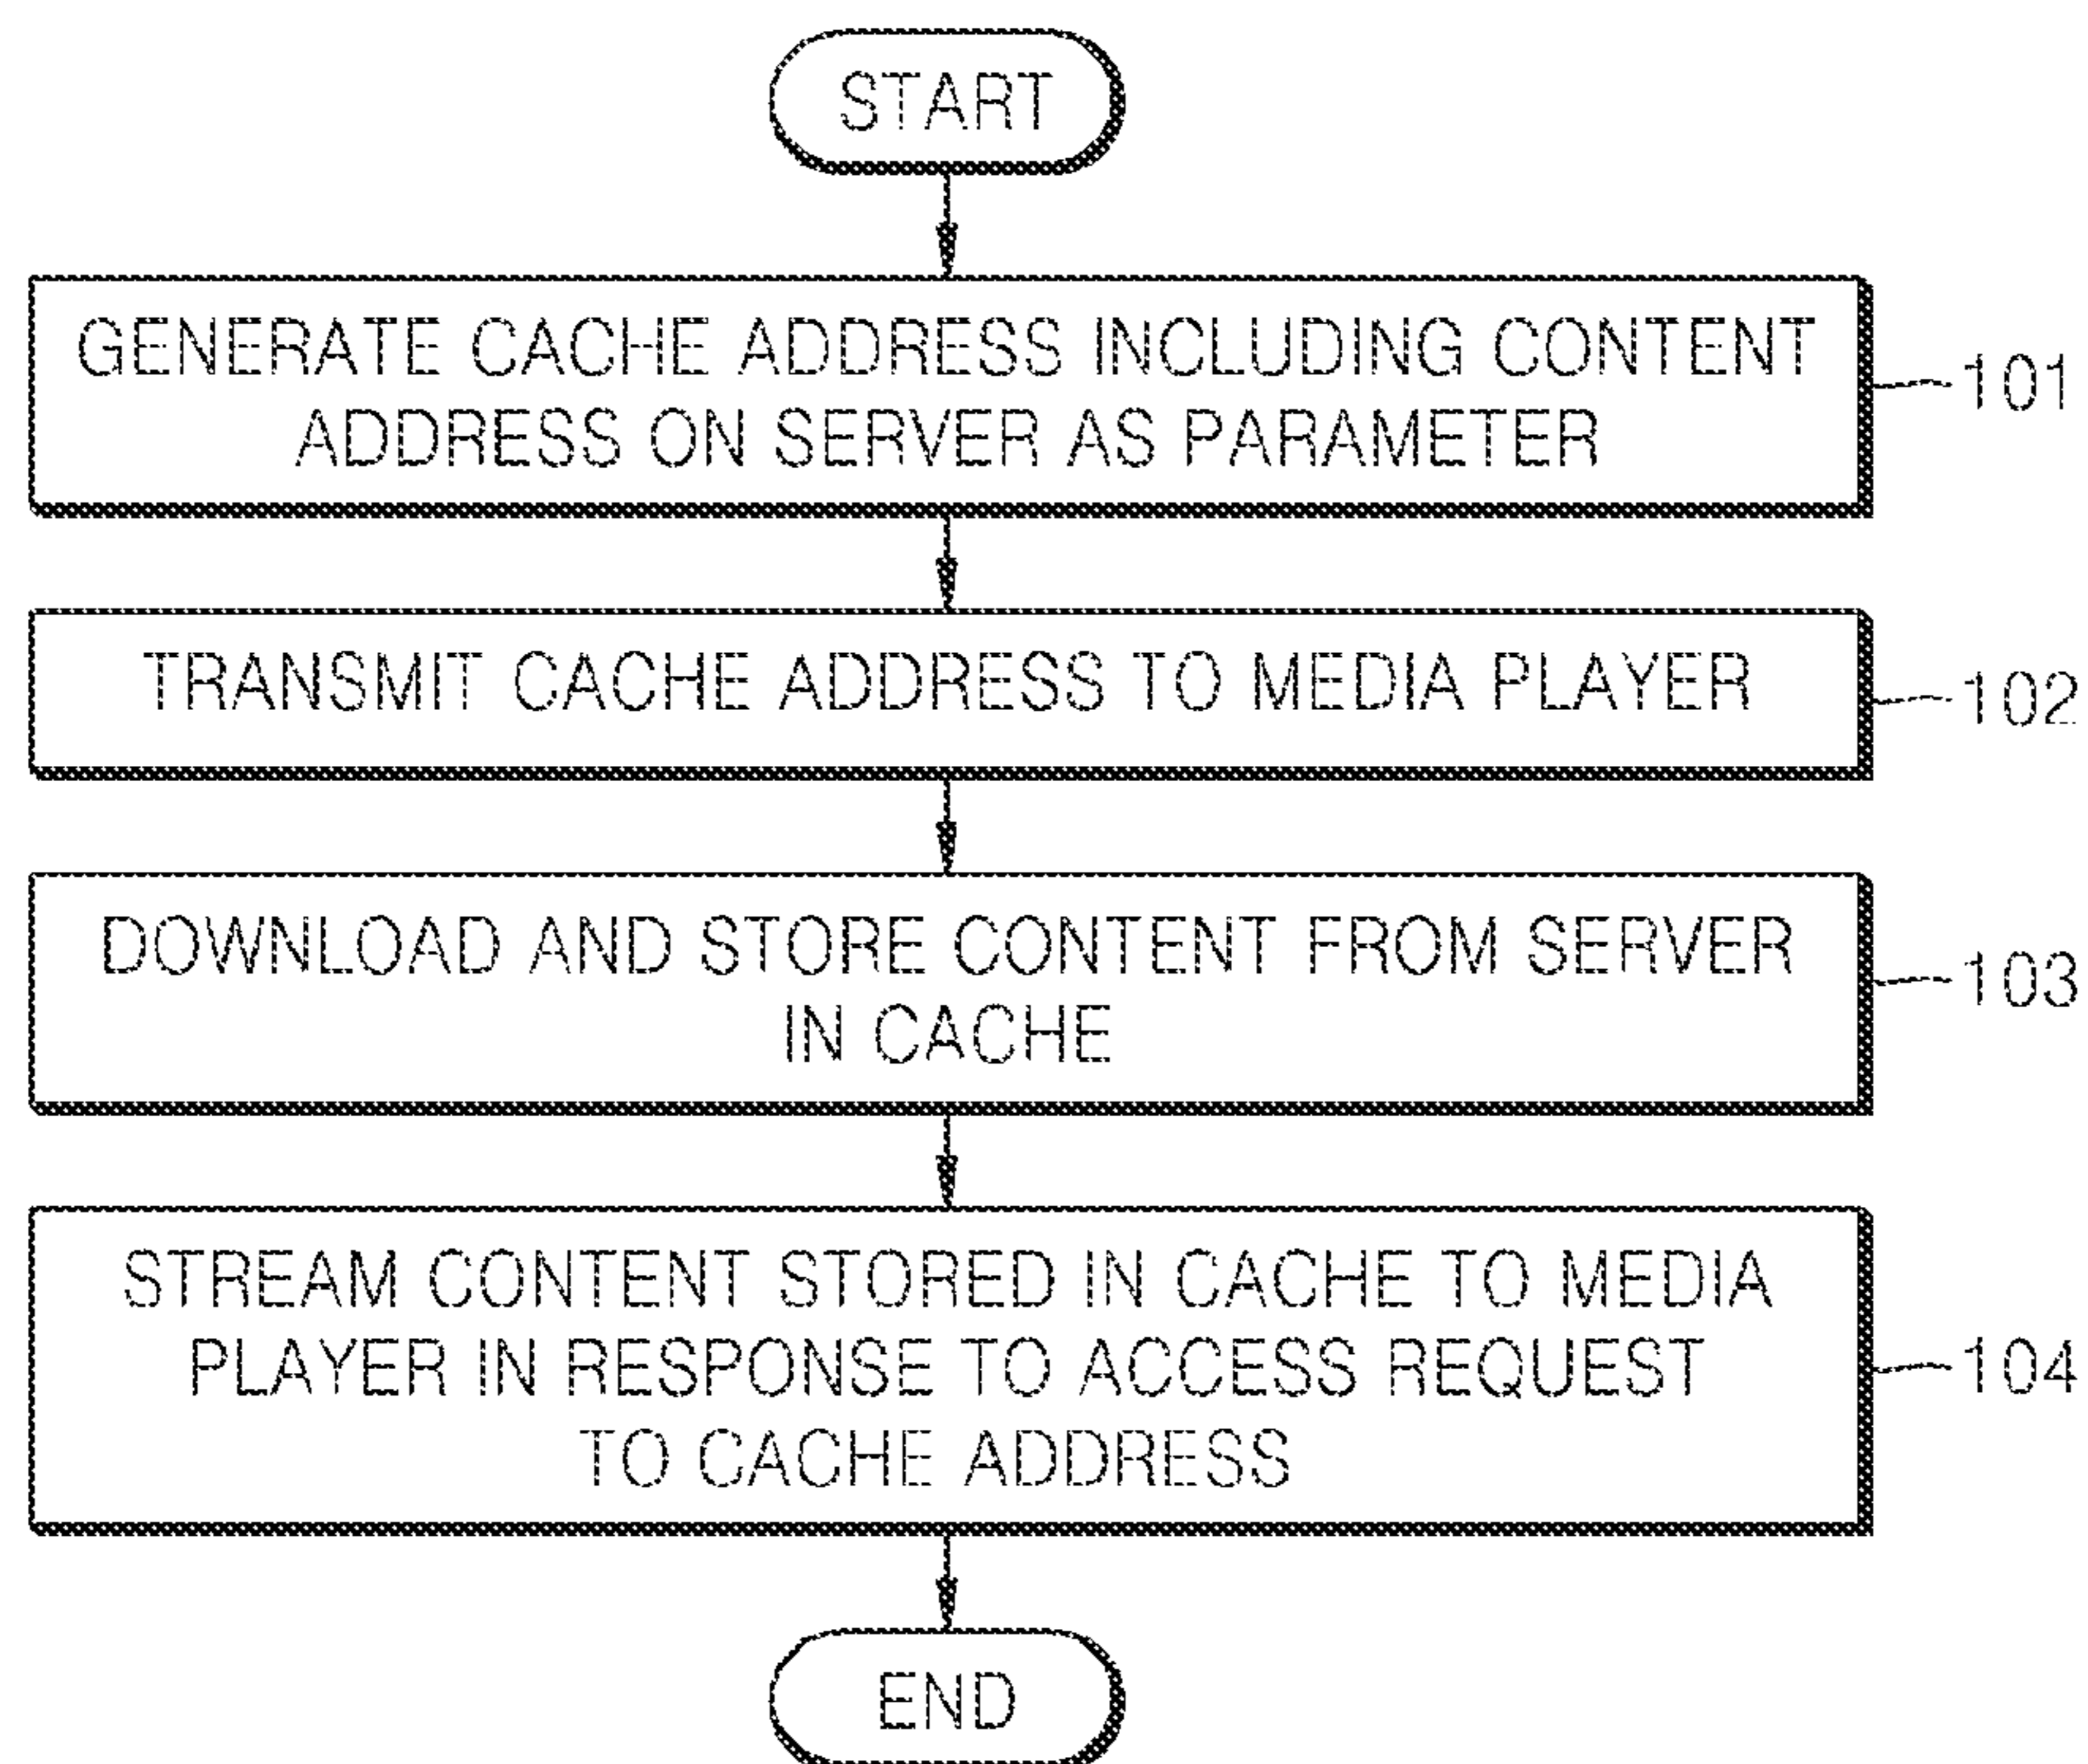 START
GENERATE CACHE ADDRESS INCLUDING CONTENT
ADDRESS ON SERVER AS PARAMETER
101
TRANSMIT CACHE ADDRESS TO MEDIA PLAYER
102
DOWNLOAD AND STORE CONTENT FROM SERVER
IN CACHE
103
STREAM CONTENT STORED IN CACHE TO MEDIA
PLAYER IN RESPONSE TO ACCESS REQUEST
TO CACHE ADDRESS
104
END